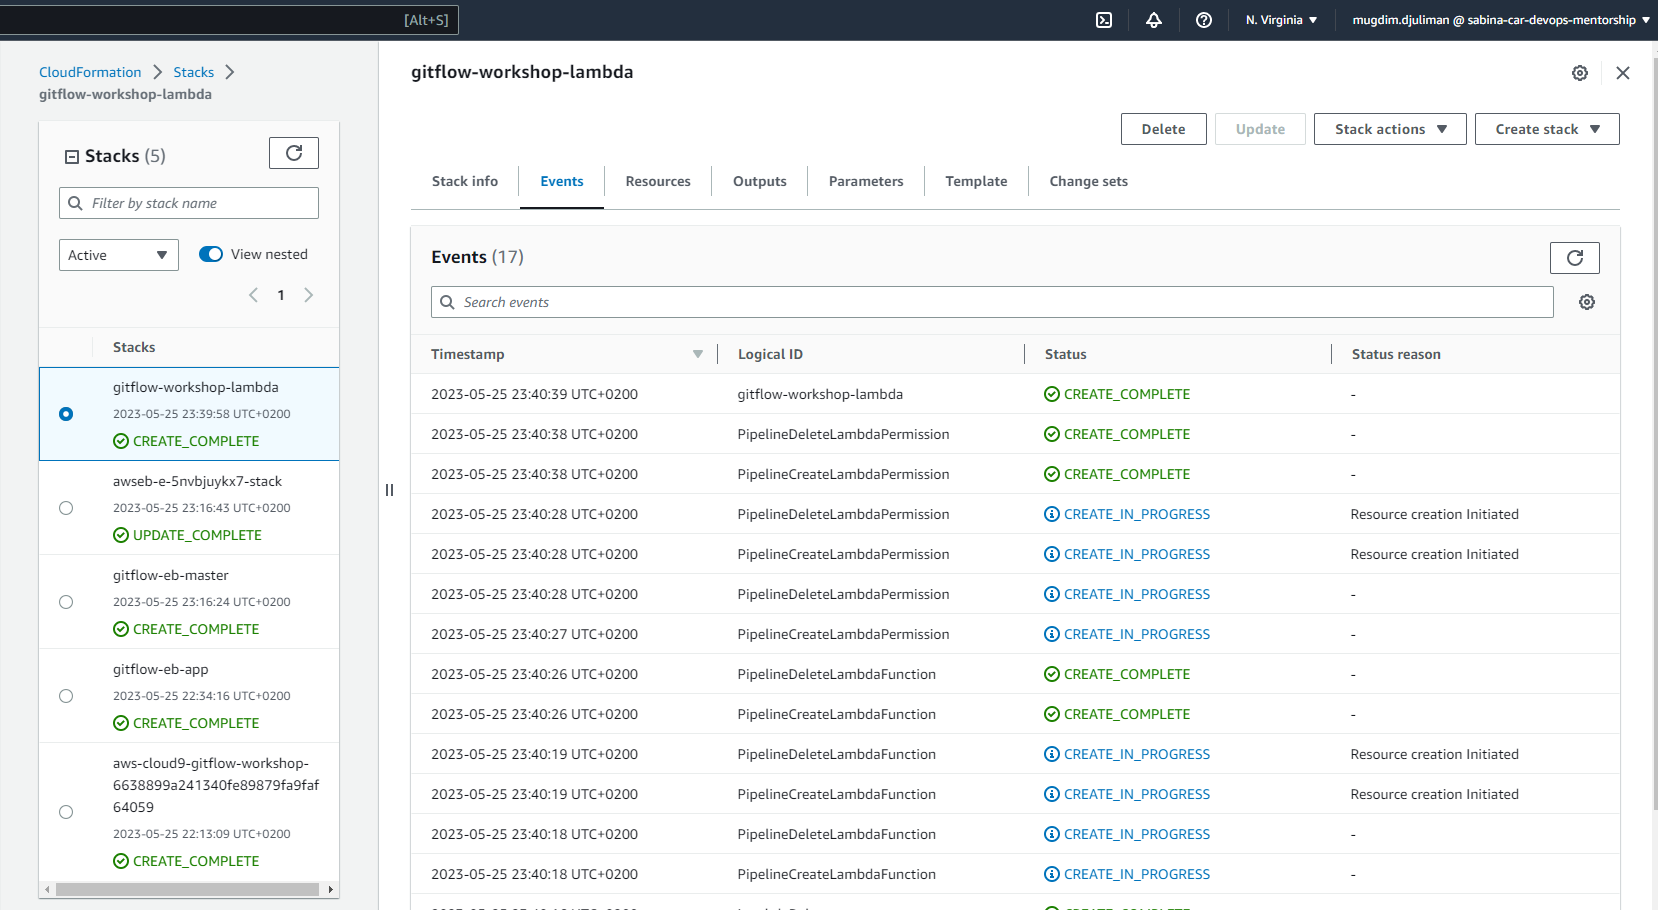 [Alt+S]
N. Virginia
mugdim.djuliman @ sabina-car-devops-mentorship
CloudFormation
Stacks
gitflow-workshop-lambda
Stacks (5)
Filter by stack name
Active
View nested
1
Stacks
gitflow-workshop-lambda
2023-05-25 23:39:58 UTC+0200
CREATE_COMPLETE
awseb-e-5nvbjuykx7-stack
2023-05-25 23:16:43 UTC+0200
UPDATE_COMPLETE
gitflow-eb-master
2023-05-25 23:16:24 UTC+0200
CREATE_COMPLETE
gitflow-eb-app
2023-05-25 22:34:16 UTC+0200
CREATE_COMPLETE
aws-cloud9-gitflow-workshop-
6638899a241340fe89879fa9faf
64059
2023-05-25 22:13:09 UTC+0200
CREATE_COMPLETE
gitflow-workshop-lambda
Delete
Update
Stack actions
Create stack
Stack info
Events
Resources
Outputs
Parameters
Template
Change sets
Events (17)
Search events
Timestamp Logical ID Status Status reason
2023-05-25 23:40:39 UTC+0200 gitflow-workshop-lambda CREATE_COMPLETE -
2023-05-25 23:40:38 UTC+0200 PipelineDeleteLambdaPermission CREATE_COMPLETE -
2023-05-25 23:40:38 UTC+0200 PipelineCreateLambdaPermission CREATE_COMPLETE -
2023-05-25 23:40:28 UTC+0200 PipelineDeleteLambdaPermission CREATE_IN_PROGRESS Resource creation Initiated
2023-05-25 23:40:28 UTC+0200 PipelineCreateLambdaPermission CREATE_IN_PROGRESS Resource creation Initiated
2023-05-25 23:40:28 UTC+0200 PipelineDeleteLambdaPermission CREATE_IN_PROGRESS -
2023-05-25 23:40:27 UTC+0200 PipelineCreateLambdaPermission CREATE_IN_PROGRESS -
2023-05-25 23:40:26 UTC+0200 PipelineDeleteLambdaFunction CREATE_COMPLETE -
2023-05-25 23:40:26 UTC+0200 PipelineCreateLambdaFunction CREATE_COMPLETE -
2023-05-25 23:40:19 UTC+0200 PipelineDeleteLambdaFunction CREATE_IN_PROGRESS Resource creation Initiated
2023-05-25 23:40:19 UTC+0200 PipelineCreateLambdaFunction CREATE_IN_PROGRESS Resource creation Initiated
2023-05-25 23:40:18 UTC+0200 PipelineDeleteLambdaFunction CREATE_IN_PROGRESS -
2023-05-25 23:40:18 UTC+0200 PipelineCreateLambdaFunction CREATE_IN_PROGRESS -